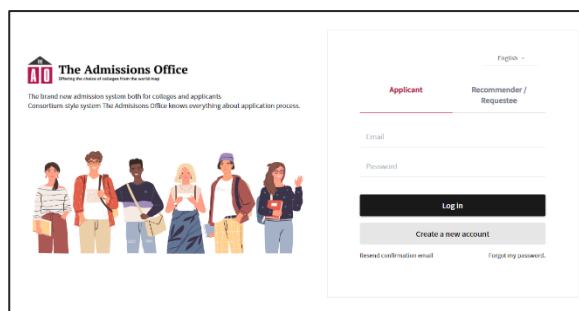 The Admissions Office
Offering the choice of colleges from the world map
The brand new admission system both for colleges and applicants
Consortium style system The Admisisons Office knows everything about application process.
English
Applicant
Recommender /
Requestee
Email
Password
Log in
Create a new account
Resend confirmation email
Forgot my password.